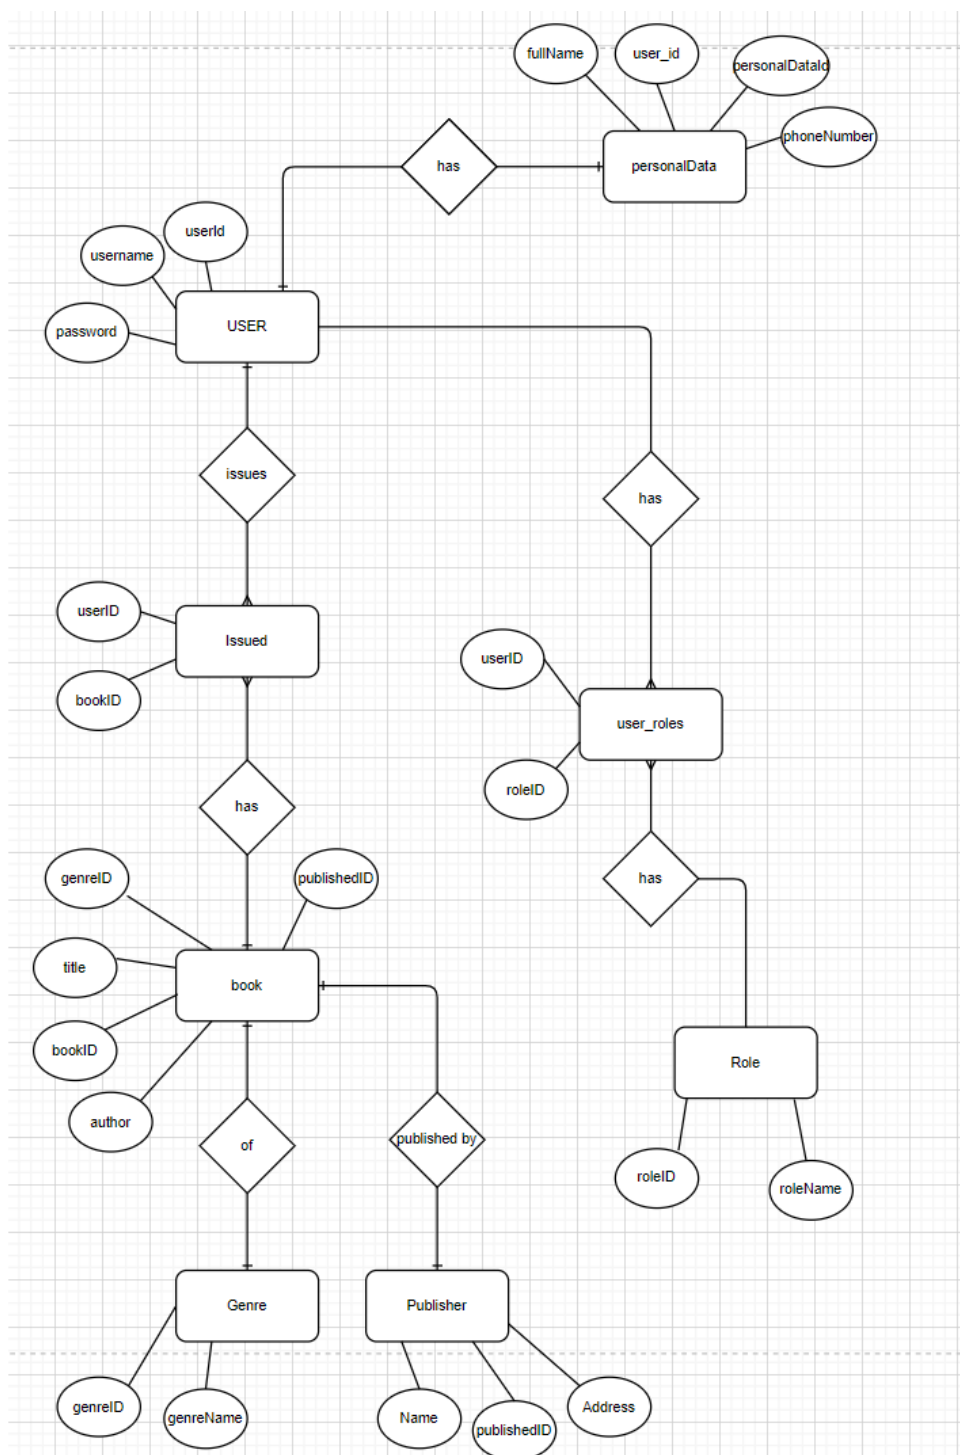 fullName
user_id
personalDataId
phoneNumber
has
personalData
userId
username
password
USER
issues
has
userID
Issued
bookID
userID
user_roles
roleID
has
has
genreID
publishedID
title
book
bookID
author
Role
of
published by
roleID
roleName
Genre
Publisher
genreID
genreName
Name
publishedID
Address